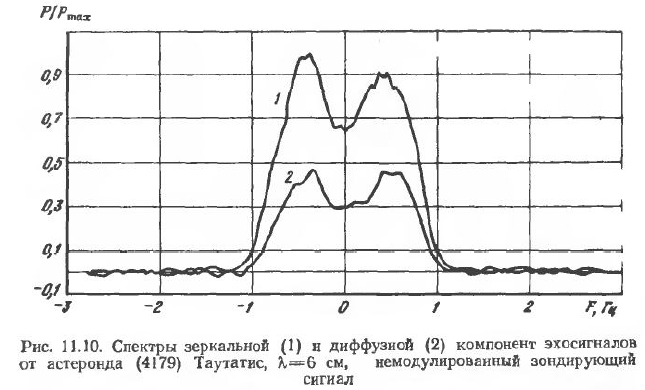 P/Pmax
0,9
1
0,7
0,5
2
0,3
0,1
-0,1
-3
-2
-1
0
1
2
F, Гц
Рис. 11.10. Спектры зеркальной (1) и диффузной (2) компонент эхосигналов
от астероида (4179) Таутатис, λ=6 см, немодулированный зондирующий
сигнал